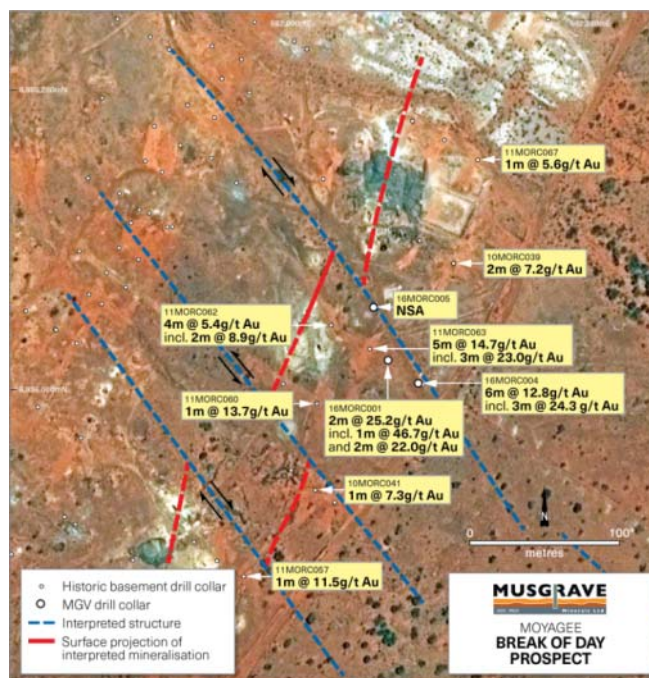 11MORC067
1m @ 5.6g/t Au
10MORC039
2m @ 7.2g/t Au
16MORC005
NSA
11MORC062
4m @ 5.4g/t Au
incl. 2m @ 8.9g/t Au
11MORC063
5m @ 14.7g/t Au
incl. 3m @ 23.0g/t Au
16MORC004
6m @ 12.8g/t Au
incl. 3m @ 24.3 g/t Au
11MORC060
1m @ 13.7g/t Au
16MORC001
2m @ 25.2g/t Au
incl. 1m @ 46.7g/t Au
and 2m @ 22.0g/t Au
10MORC041
1m @ 7.3g/t Au
11MORC057
1m @ 11.5g/t Au
N
0 100
metres
Historic basement drill collar
MGV drill collar
Interpreted structure
Surface projection of
interpreted mineralisation
MUSGRAVE
Minerals Ltd
MOYAGEE
BREAK OF DAY
PROSPECT